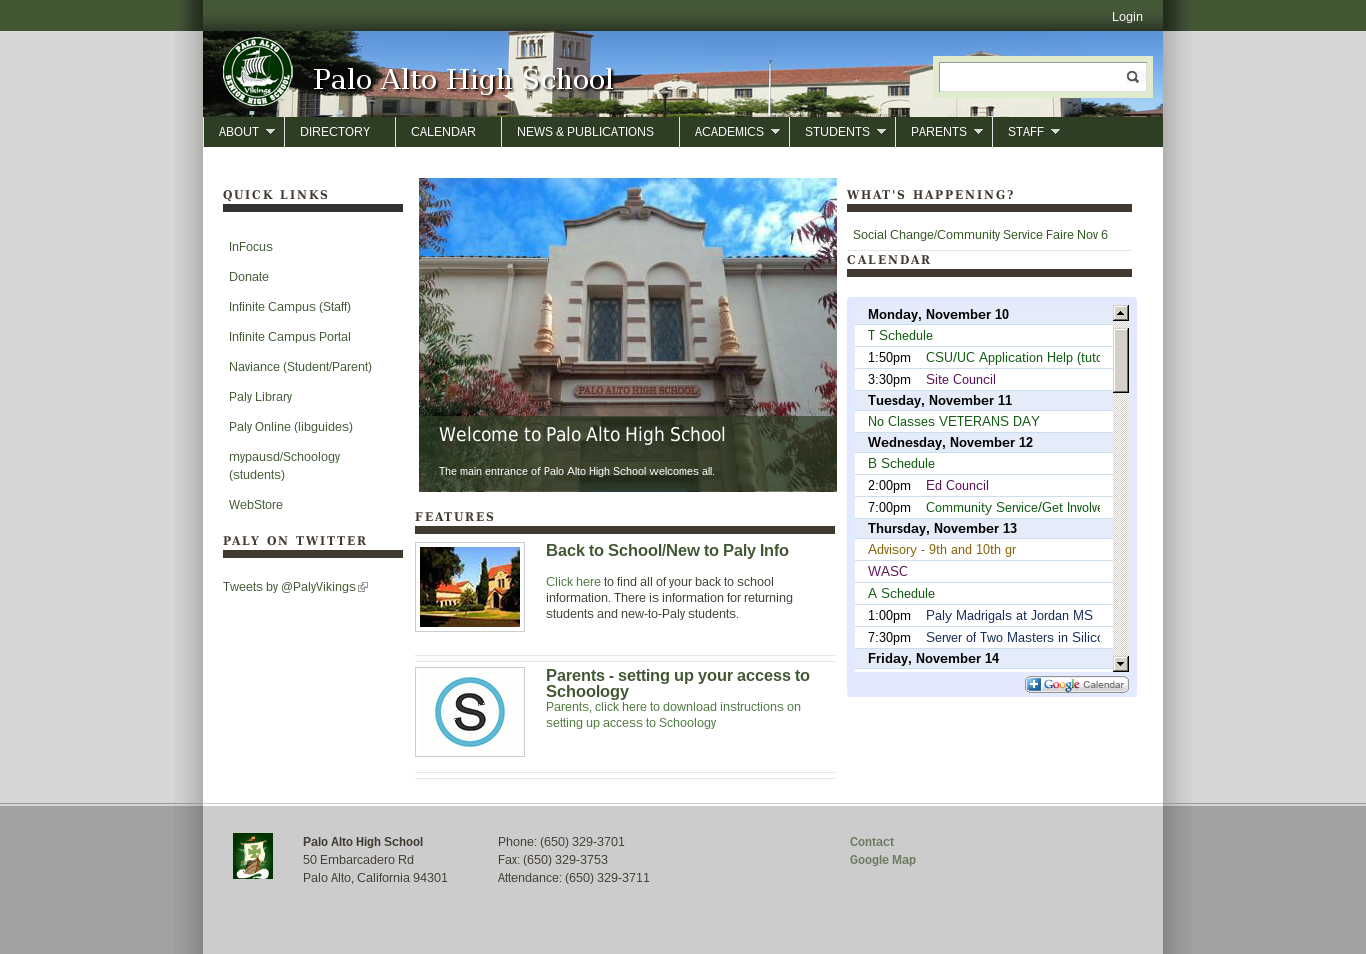 Login
PALO ALTO
Vikings
SENIOR HIGH SCHOOL
Palo Alto High School
ABOUT
DIRECTORY
CALENDAR
NEWS & PUBLICATIONS
ACADEMICS
STUDENTS
PARENTS
STAFF
QUICK LINKS
InFocus
Donate
Infinite Campus (Staff)
Infinite Campus Portal
Naviance (Student/Parent)
Paly Library
Paly Online (libguides)
mypausd/Schoology
(students)
WebStore
PALY ON TWITTER
Tweets by @PalyVikings
PALO ALTO HIGH SCHOOL
Welcome to Palo Alto High School
The main entrance of Palo Alto High School welcomes all.
FEATURES
Back to School/New to Paly Info
Click here to find all of your back to school
information. There is information for returning
students and new-to-Paly students.
S
Parents - setting up your access to
Schoology
Parents, click here to download instructions on
setting up access to Schoology
WHAT'S HAPPENING?
Social Change/Community Service Faire Nov 6
CALENDAR
Monday, November 10
T Schedule
1:50pm CSU/UC Application Help (tuto
3:30pm Site Council
Tuesday, November 11
No Classes VETERANS DAY
Wednesday, November 12
B Schedule
2:00pm Ed Council
7:00pm Community Service/Get Involve
Thursday, November 13
Advisory - 9th and 10th gr
WASC
A Schedule
1:00pm Paly Madrigals at Jordan MS
7:30pm Server of Two Masters in Silico
Friday, November 14
Google Calendar
Palo Alto High School
50 Embarcadero Rd
Palo Alto, California 94301
Phone: (650) 329-3701
Fax: (650) 329-3753
Attendance: (650) 329-3711
Contact
Google Map